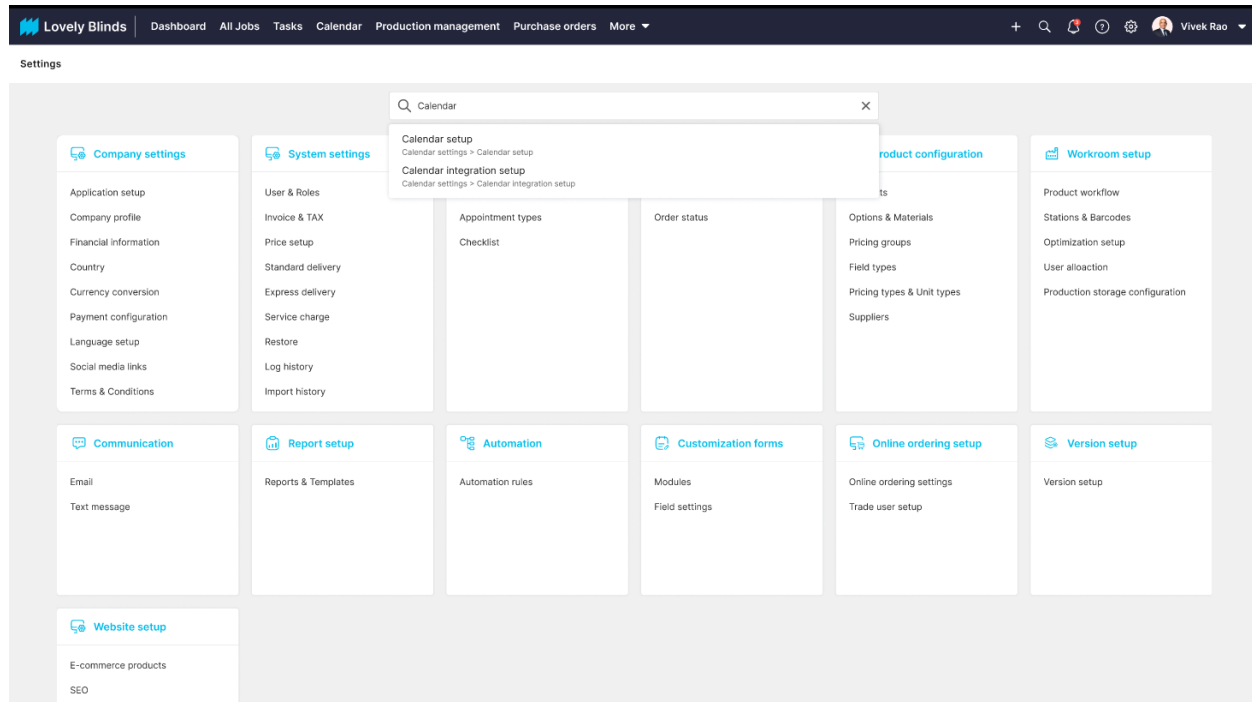 Lovely Blinds
Dashboard All Jobs Tasks Calendar Production management Purchase orders More
Vivek Rao
Settings
Calendar
Calendar setup
Calendar settings > Calendar setup
Calendar integration setup
Calendar settings > Calendar integration setup
Company settings
Application setup
Company profile
Financial information
Country
Currency conversion
Payment configuration
Language setup
Social media links
Terms & Conditions
System settings
User & Roles
Invoice & TAX
Price setup
Standard delivery
Express delivery
Service charge
Restore
Log history
Import history
Appointment types
Checklist
Order status
roduct configuration
ts
Options & Materials
Pricing groups
Field types
Pricing types & Unit types
Suppliers
Workroom setup
Product workflow
Stations & Barcodes
Optimization setup
User alloaction
Production storage configuration
Communication
Email
Text message
Report setup
Reports & Templates
Automation
Automation rules
Customization forms
Modules
Field settings
Online ordering setup
Online ordering settings
Trade user setup
Version setup
Version setup
Website setup
E-commerce products
SEO